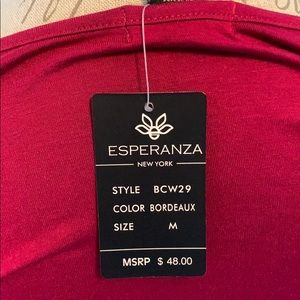 ESPERANZA
NEW YORK
STYLE BCW29
COLOR BORDEAUX
SIZE M
MSRP $ 48.00